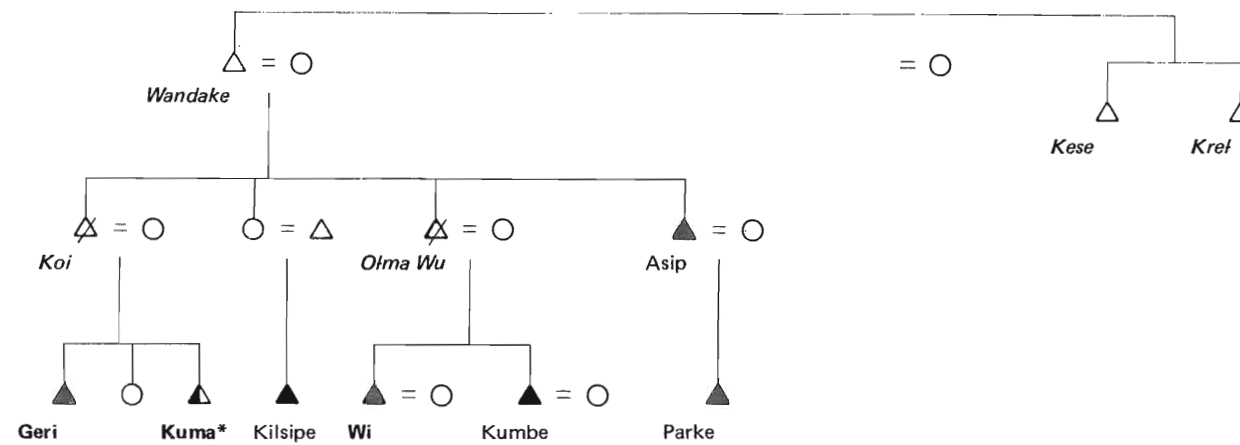 Wandake
Kese Kreł
Koi Ołma Wu Asip
Geri Kuma* Kilsipe Wi Kumbe Parke